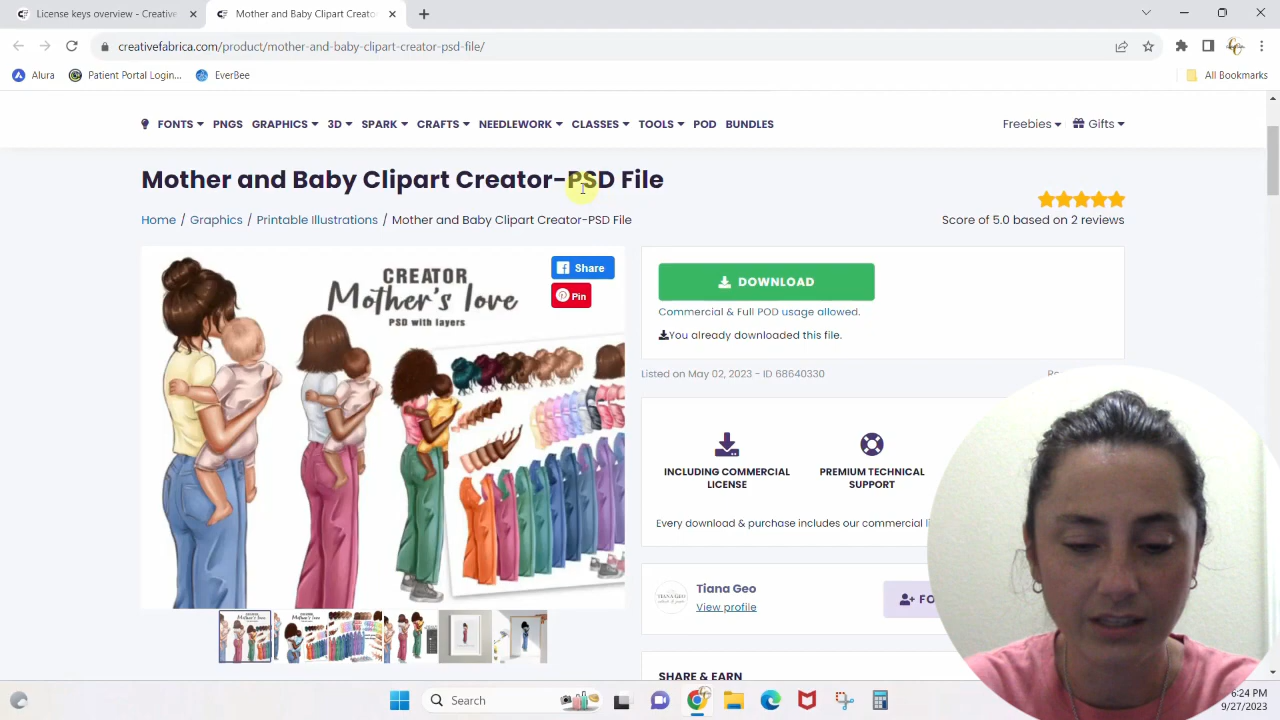 License keys overview - Creative
Mother and Baby Clipart Creator
creativefabrica.com/product/mother-and-baby-clipart-creator-psd-file/
Alura
Patient Portal Login...
EverBee
All Bookmarks
FONTS
PNGS
GRAPHICS
3D
SPARK
CRAFTS
NEEDLEWORK
CLASSES
TOOLS
POD
BUNDLES
Freebies
Gifts
Mother and Baby Clipart Creator-PSD File
Home / Graphics / Printable Illustrations / Mother and Baby Clipart Creator-PSD File
Score of 5.0 based on 2 reviews
Share
Pin
CREATOR
Mother's love
PSD with layers
DOWNLOAD
Commercial & Full POD usage allowed.
You already downloaded this file.
Listed on May 02, 2023 - ID 68640330
INCLUDING COMMERCIAL
LICENSE
PREMIUM TECHNICAL
SUPPORT
Every download & purchase includes our commercial li
TIANA GEO
Tiana Geo
View profile
FO
SHARE & EARN
Search
6:24 PM
9/27/2023